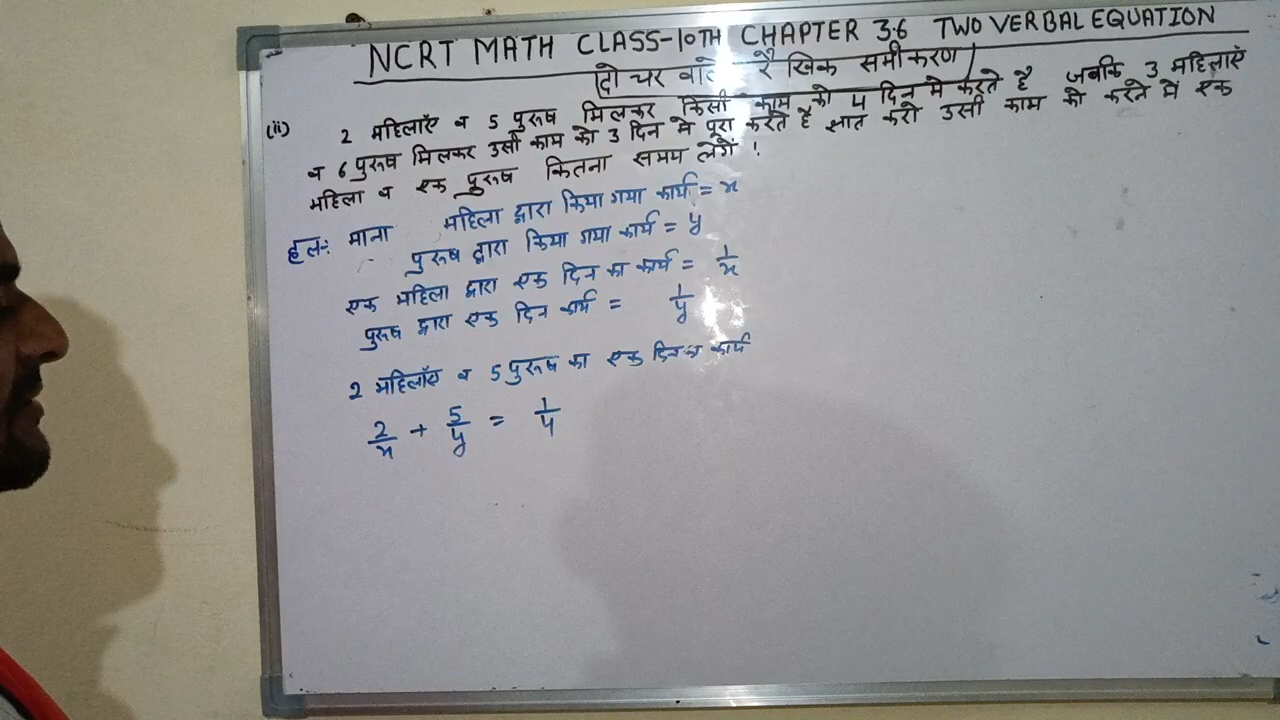 NCRT MATH CLASS-10TH CHAPTER 3.6 TWO VERBAL EQUATION
दो चर वाले रैखिक समीकरण
(ii) 2 महिलाएँ व 5 पुरूष मिलकर किसी काम को 4 दिन मे करते है जबकि 3 महिलाएँ
व 6 पुरूष मिलकर उसी काम को 3 दिन मे पूरा करते है ज्ञात करो उसी काम को करने में एक
महिला व एक पुरूष कितना समय लेगें !
हल:- माना महिला द्वारा किया गया कार्य = x
पुरूष द्वारा किया गया कार्य = y
एक महिला द्वारा एक दिन का कार्य = 1/x
पुरूष द्वारा एक दिन कार्य = 1/y
2 महिलाँए व 5 पुरूष का एक दिन का कार्य
2/x + 5/y = 1/4